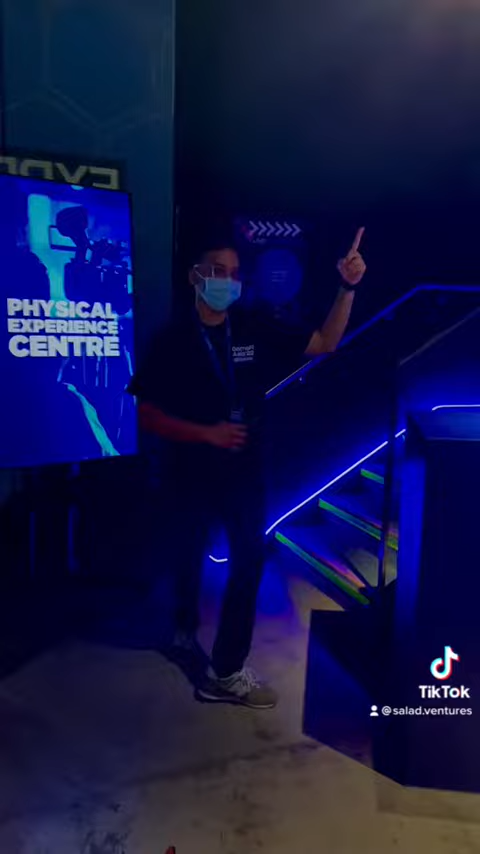 PHYSICAL
EXPERIENCE
CENTRE
TikTok
@salad.ventures